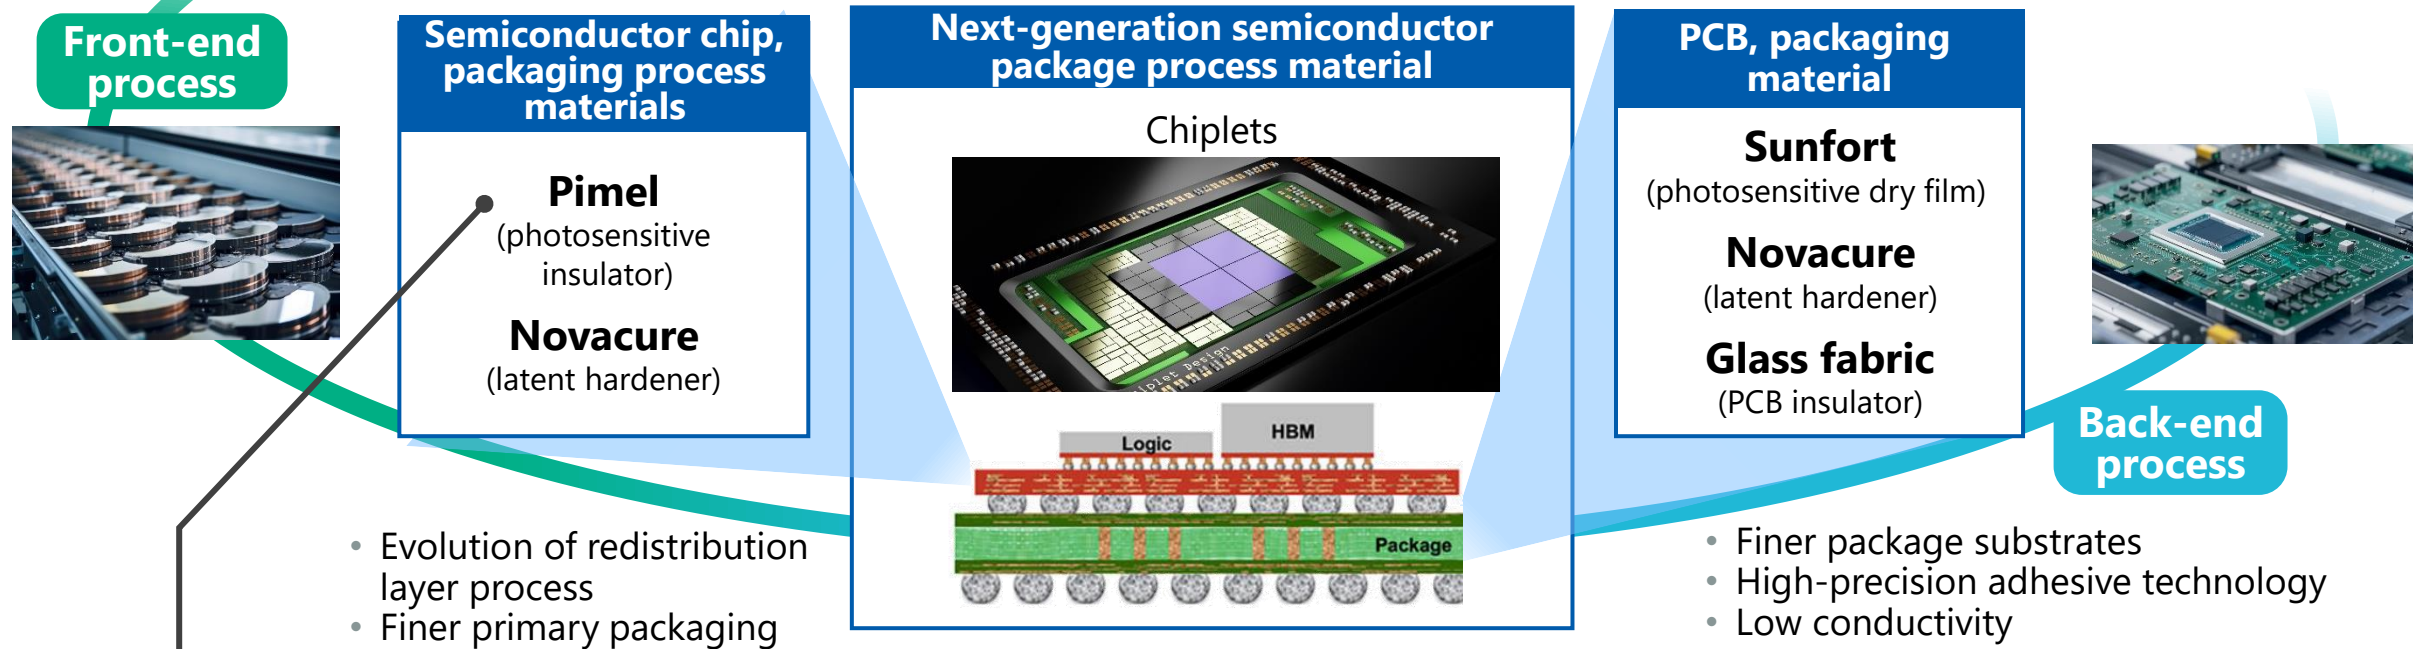 Front-end
process
Semiconductor chip,
packaging process
materials
Pimel
(photosensitive
insulator)
Novacure
(latent hardener)
• Evolution of redistribution
layer process
• Finer primary packaging
Next-generation semiconductor
package process material
Chiplets
iplet Design
Logic
HBM
Package
PCB, packaging
material
Sunfort
(photosensitive dry film)
Novacure
(latent hardener)
Glass fabric
(PCB insulator)
Back-end
process
• Finer package substrates
• High-precision adhesive technology
• Low conductivity